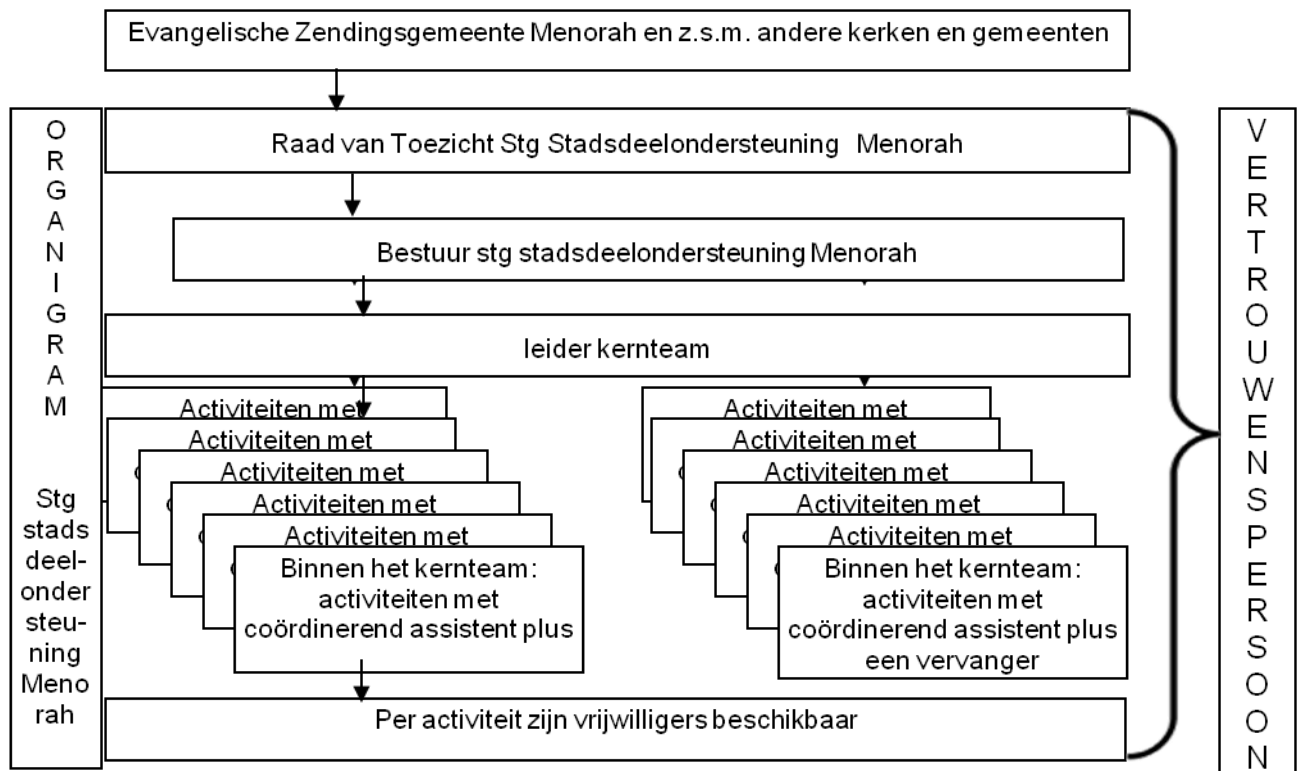 Evangelische Zendingsgemeente Menorah en z.s.m. andere kerken en gemeenten
ORGANIGRAM
Stg
stads
deel-
onder
steu-
ning
Meno
rah
Raad van Toezicht Stg Stadsdeelondersteuning Menorah
Bestuur stg stadsdeelondersteuning Menorah
leider kernteam
Activiteiten met
Activiteiten met
Activiteiten met
Activiteiten met
Activiteiten met
Binnen het kernteam:
activiteiten met
coördinerend assistent plus
Activiteiten met
Activiteiten met
Activiteiten met
Activiteiten met
Activiteiten met
Binnen het kernteam:
activiteiten met
coördinerend assistent plus
een vervanger
Per activiteit zijn vrijwilligers beschikbaar
VERTROUWENSPERSOON